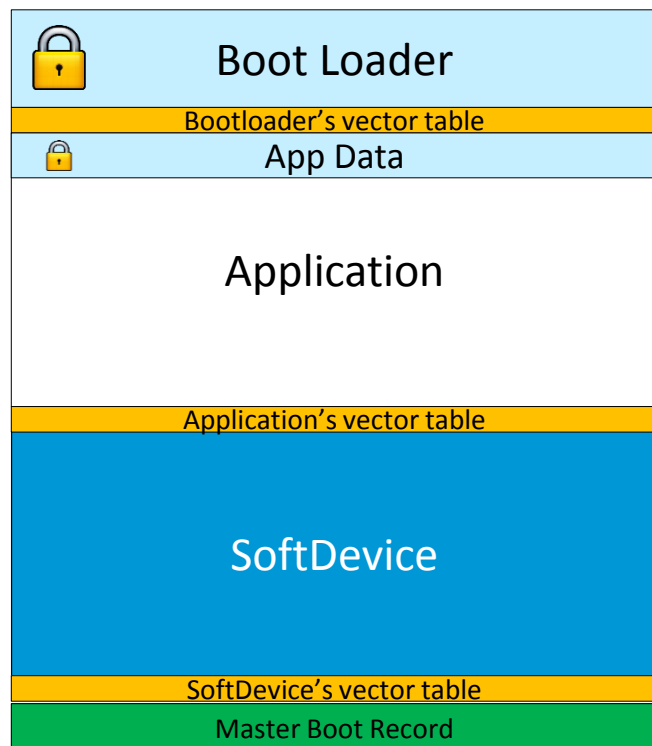 Boot Loader
Bootloader’s vector table
App Data
Application
Application’s vector table
SoftDevice
SoftDevice’s vector table
Master Boot Record